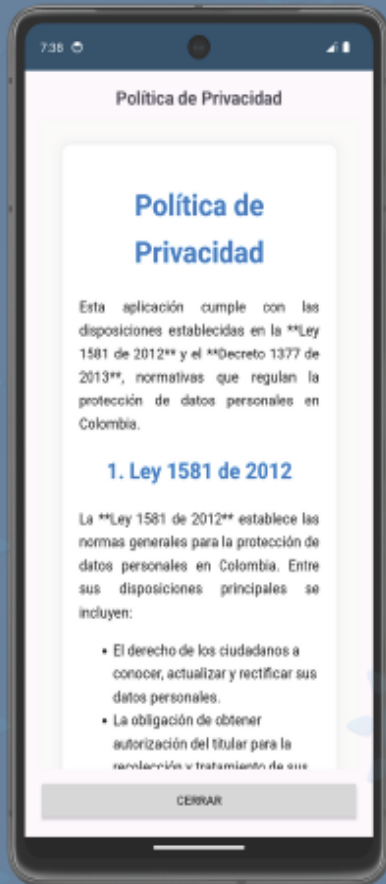 7:38
Política de Privacidad
Política de
Privacidad
Esta aplicación cumple con las
disposiciones establecidas en la **Ley
1581 de 2012** y el **Decreto 1377 de
2013**, normativas que regulan la
protección de datos personales en
Colombia.
1. Ley 1581 de 2012
La **Ley 1581 de 2012** establece las
normas generales para la protección de
datos personales en Colombia. Entre
sus disposiciones principales se
incluyen:
• El derecho de los ciudadanos a
conocer, actualizar y rectificar sus
datos personales.
• La obligación de obtener
autorización del titular para la
recolección y tratamiento de sus
CERRAR